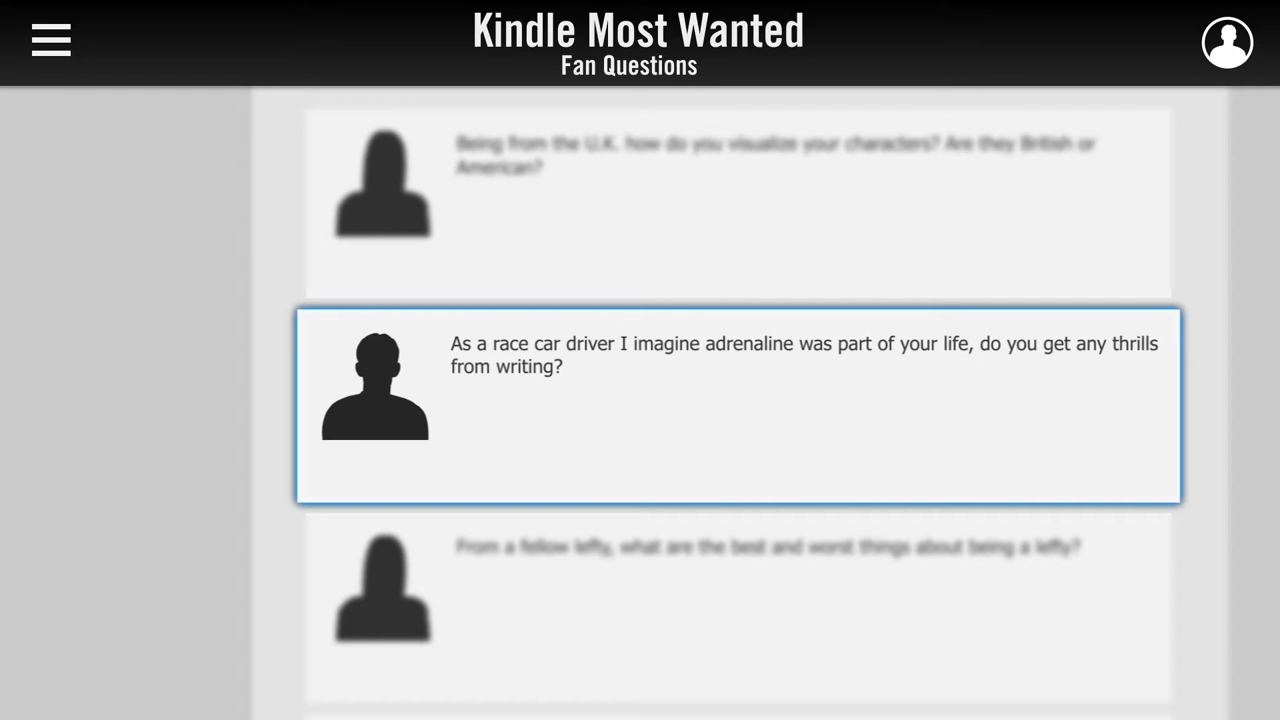 Kindle Most Wanted
Fan Questions
Being from the U.K. how do you visualize your characters? Are they British or
American?
As a race car driver I imagine adrenaline was part of your life, do you get any thrills
from writing?
From a fellow lefty, what are the best and worst things about being a lefty?